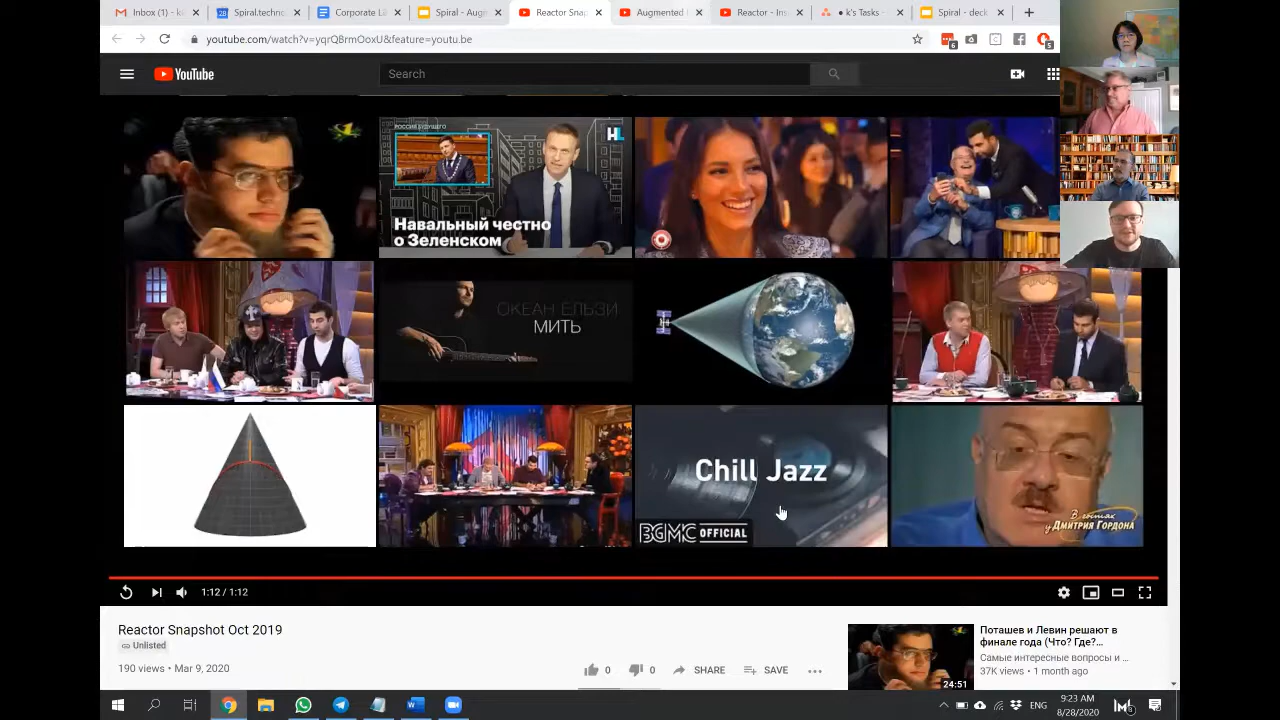 Inbox (1) - k
Spiral.techno
Corporate Li
Spiral - Aug
Reactor Snap
Augmented
Reactor - Ins
k's Tasks -
Spiral - deck
youtube.com/watch?v=yqrQBrmOoxU&feature=youtu.be
6
5
YouTube
Search
РОССИЯ БУДУЩЕГО
Навальный честно
о Зеленском
ОКЕАН ЕЛЬЗИ
МИТЬ
Chill Jazz
BGMC OFFICIAL
В гостях
у ДМИТРИЯ ГОРДОНА
1:12 / 1:12
Reactor Snapshot Oct 2019
Unlisted
190 views • Mar 9, 2020
0
0
SHARE
SAVE
24:51
Поташев и Левин решают в
финале года (Что? Где?...
Самые интересные вопросы и ...
37K views • 1 month ago
ENG
9:23 AM
8/28/2020